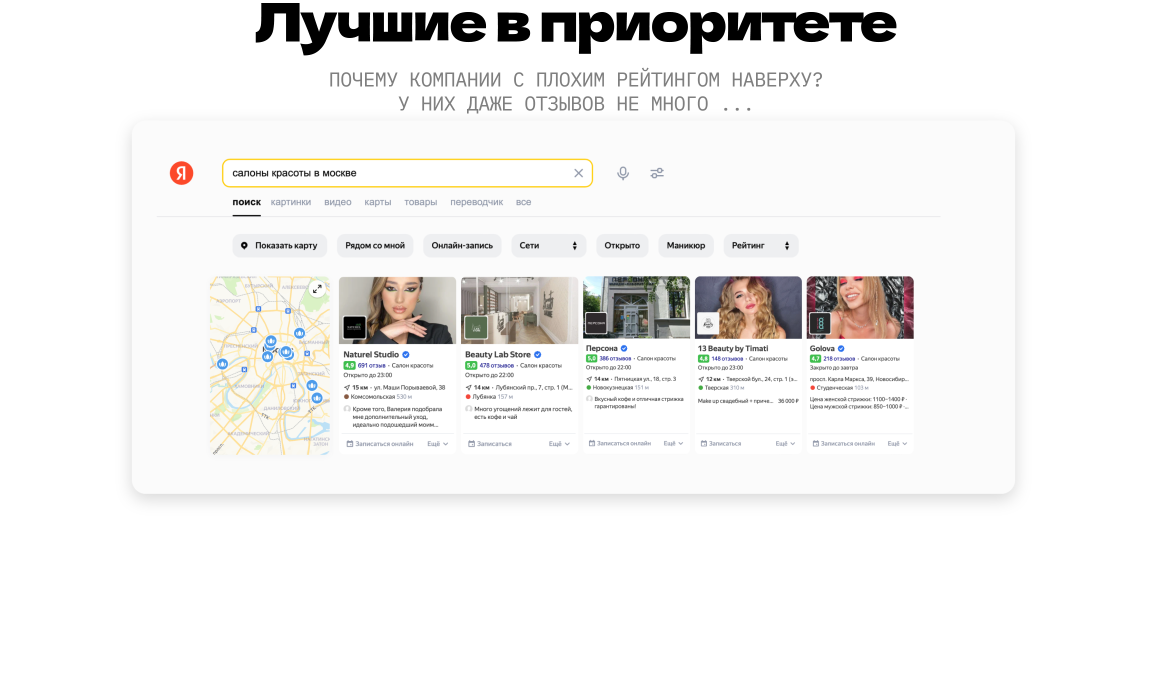 Лучшие в приоритете
ПОЧЕМУ КОМПАНИИ С ПЛОХИМ РЕЙТИНГОМ НАВЕРХУ?
У НИХ ДАЖЕ ОТЗЫВОВ НЕ МНОГО ...
Я
салоны красоты в москве
поиск картинки видео карты товары переводчик все
Показать карту Рядом со мной Онлайн-запись Сети Открыто Маникюр Рейтинг
Naturel Studio
4,9 691 отзыв · Салон красоты
Открыто до 23:00
15 км · ул. Маши Порываевой, 38
Комсомольская 530 м
Кроме того, Валерия подобрала
мне дополнительный уход,
идеально подошедший моим...
Записаться онлайн Ещё
Beauty Lab Store
5,0 478 отзывов · Салон красоты
Открыто до 22:00
14 км · Лубянский пр., 7, стр. 1 (М...
Лубянка 157 м
Много угощений лежит для гостей,
есть кофе и чай
Записаться Ещё
Персона
5,0 386 отзывов · Салон красоты
Открыто до 22:00
14 км · Пятницкая ул., 18, стр. 3
Новокузнецкая 151 м
Вкусный кофе и отличная стрижка
гарантированы!
Записаться онлайн Ещё
13 Beauty by Timati
4,8 148 отзывов · Салон красоты
Открыто до 23:00
12 км · Тверской бул., 24, стр. 1 (э...
Тверская 310 м
Make up свадебный + приче... 36 000 ₽
Записаться Ещё
Golova
4,7 218 отзывов · Салон красоты
Закрыто до завтра
просп. Карла Маркса, 39, Новосибир...
Студенческая 103 м
Цена женской стрижки: 1100–1400 ₽ ·
Цена мужской стрижки: 850–1000 ₽ ·...
Записаться онлайн Ещё